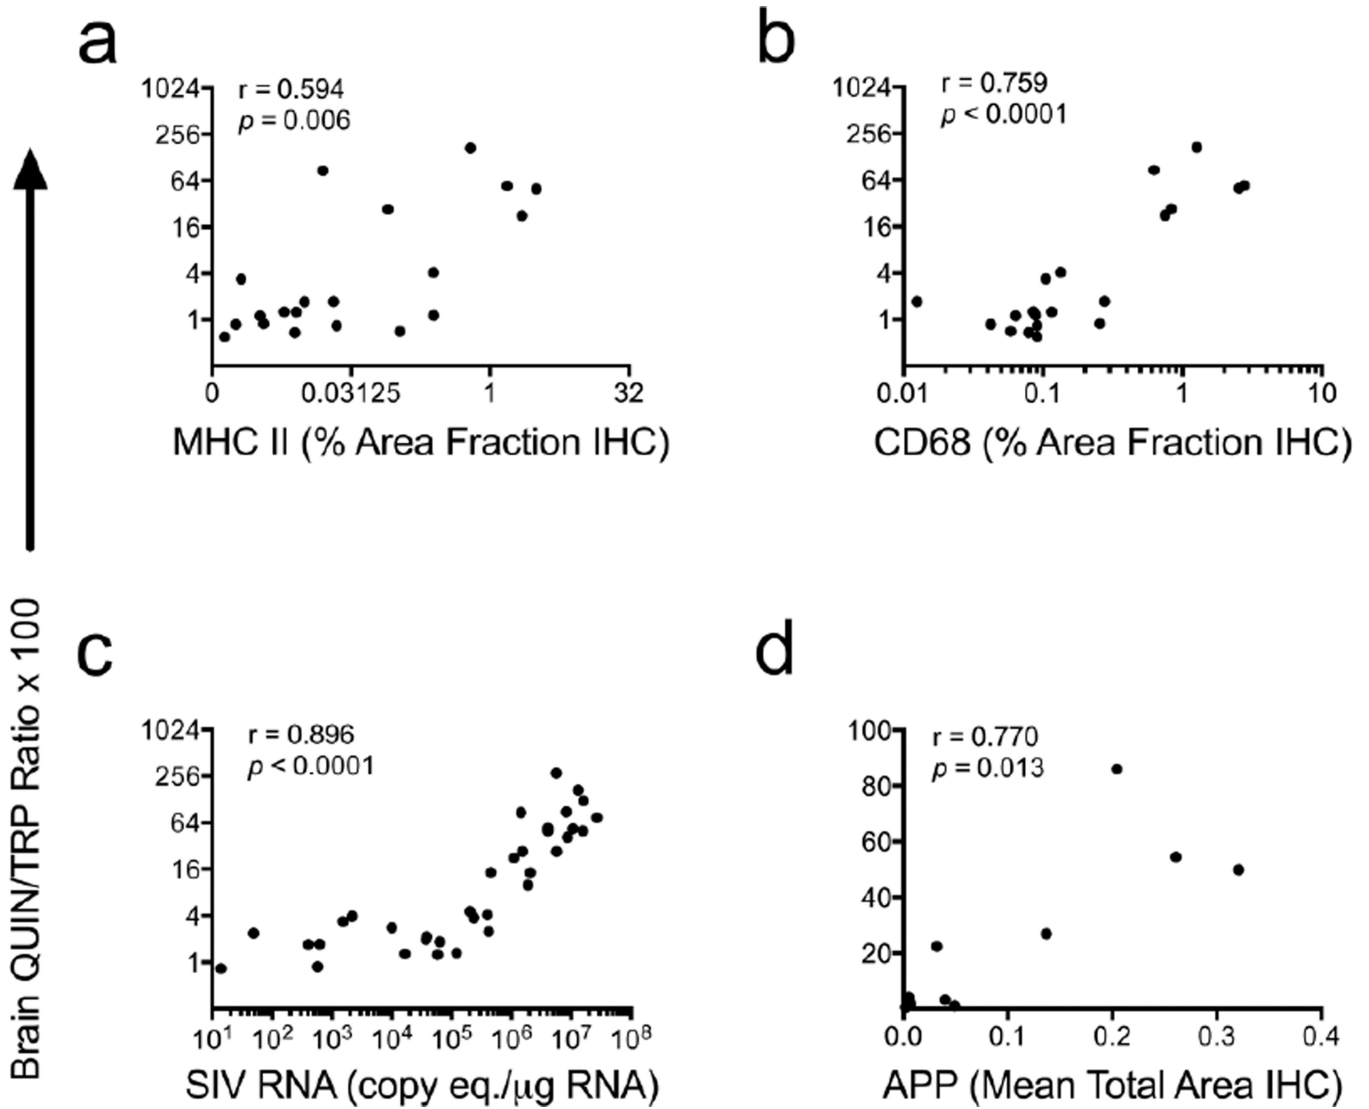 a
r = 0.594
p = 0.006
1024
256
64
16
4
1
0 0.03125 1 32
MHC II (% Area Fraction IHC)
b
r = 0.759
p < 0.0001
1024
256
64
16
4
1
0.01 0.1 1 10
CD68 (% Area Fraction IHC)
Brain QUIN/TRP Ratio x 100
c
r = 0.896
p < 0.0001
1024
256
64
16
4
1
10¹ 10² 10³ 10⁴ 10⁵ 10⁶ 10⁷ 10⁸
SIV RNA (copy eq./μg RNA)
d
r = 0.770
p = 0.013
100
80
60
40
20
0.0 0.1 0.2 0.3 0.4
APP (Mean Total Area IHC)